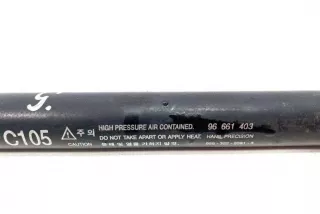 G.
C105
주 의 HIGH PRESSURE AIR CONTAINED. 96 661 403
DO NOT TAKE APART OR APPLY HEAT. HANIL PRECISION
CAUTION